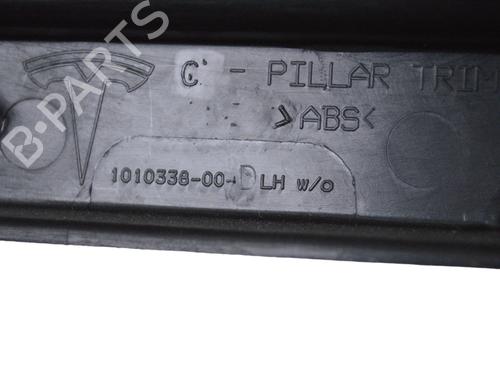 C - PILLAR TRIM
>ABS<
1010338-00-D LH w/o
B-PARTS